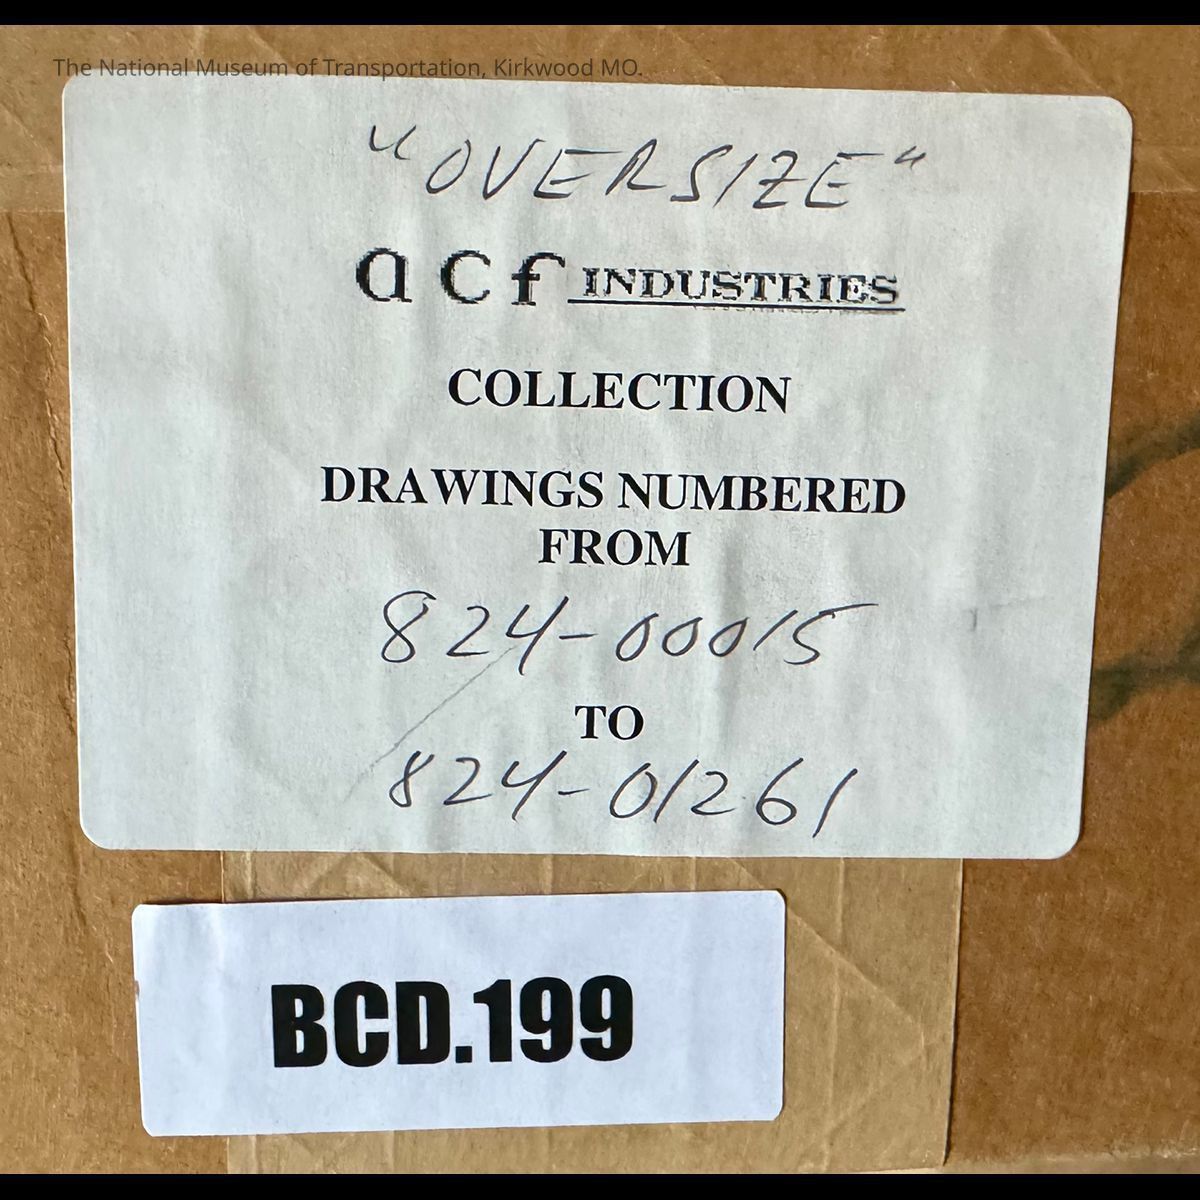 The National Museum of Transportation, Kirkwood MO.
"OVERSIZE"
acf INDUSTRIES
COLLECTION
DRAWINGS NUMBERED
FROM
824-00015
TO
824-01261
BCD.199